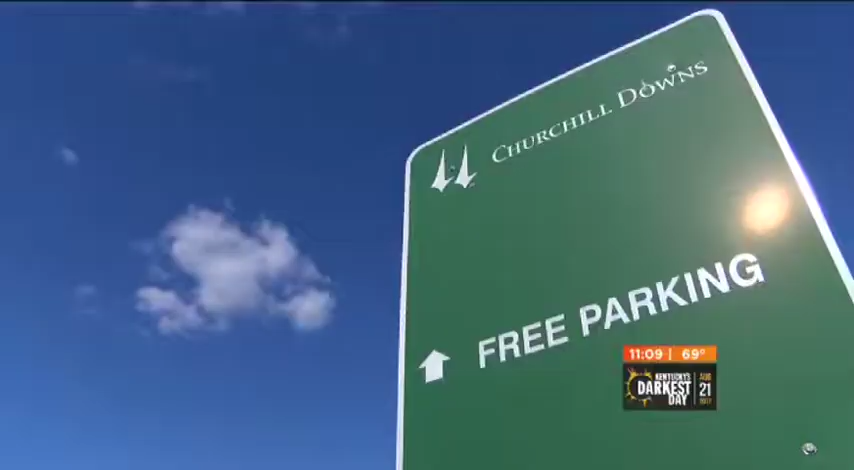 CHURCHILL DOWNS
FREE PARKING
11:09 | 69°
KENTUCKY'S
DARKEST
DAY
AUG
21